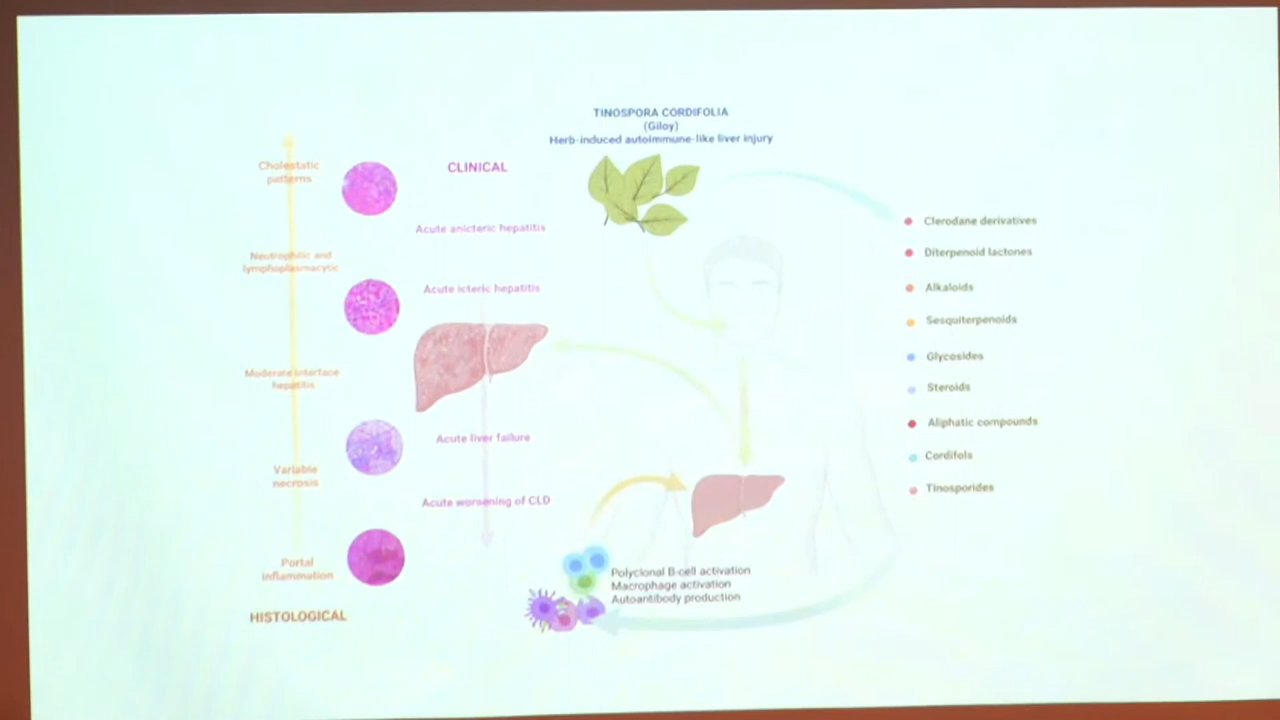 TINOSPORA CORDIFOLIA
(Giloy)
Herb-induced autoimmune-like liver injury
Cholestatic
patterns
Neutrophilic and
lymphoplasmacytic
Moderate interface
hepatitis
Variable
necrosis
Portal
inflammation
HISTOLOGICAL
CLINICAL
Acute anicteric hepatitis
Acute icteric hepatitis
Acute liver failure
Acute worsening of CLD
Clerodane derivatives
Diterpenoid lactones
Alkaloids
Sesquiterpenoids
Glycosides
Steroids
Aliphatic compounds
Cordifols
Tinosporides
Polyclonal B-cell activation
Macrophage activation
Autoantibody production